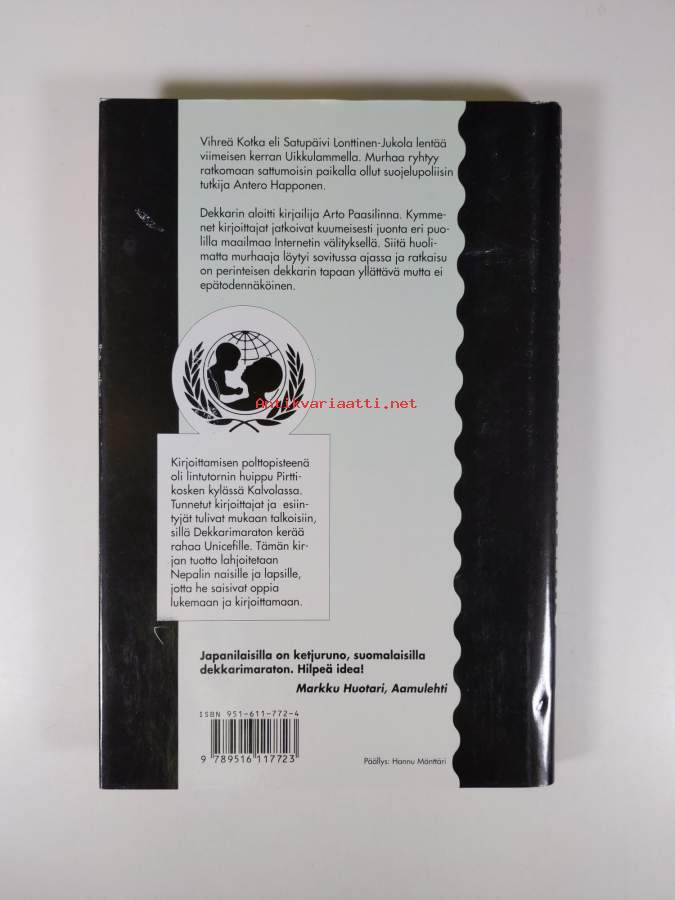 Vihreä Kotka eli Satupäivi Lonttinen-Jukola lentää
viimeisen kerran Uikkulammella. Murhaa ryhtyy
ratkomaan sattumoisin paikalla ollut suojelupoliisin
tutkija Antero Happonen.
Dekkarin aloitti kirjailija Arto Paasilinna. Kymme-
net kirjoittajat jatkoivat kuumeisesti juonta eri puo-
lilla maailmaa Internetin välityksellä. Siitä huoli-
matta murhaaja löytyi sovitussa ajassa ja ratkaisu
on perinteisen dekkarin tapaan yllättävä mutta ei
epätodennäköinen.
Antikvariaatti.net
Kirjoittamisen polttopisteenä
oli lintutornin huippu Pirtti-
kosken kylässä Kalvolassa.
Tunnetut kirjoittajat ja esiin-
tyjät tulivat mukaan talkoisiin,
sillä Dekkarimaraton kerää
rahaa Unicefille. Tämän kir-
jan tuotto lahjoitetaan
Nepalin naisille ja lapsille,
jotta he saisivat oppia
lukemaan ja kirjoittamaan.
Japanilaisilla on ketjuruno, suomalaisilla
dekkarimaraton. Hilpeä idea!
Markku Huotari, Aamulehti
ISBN 951-611-772-4
9 789516 117723
Päällys: Hannu Mänttäri